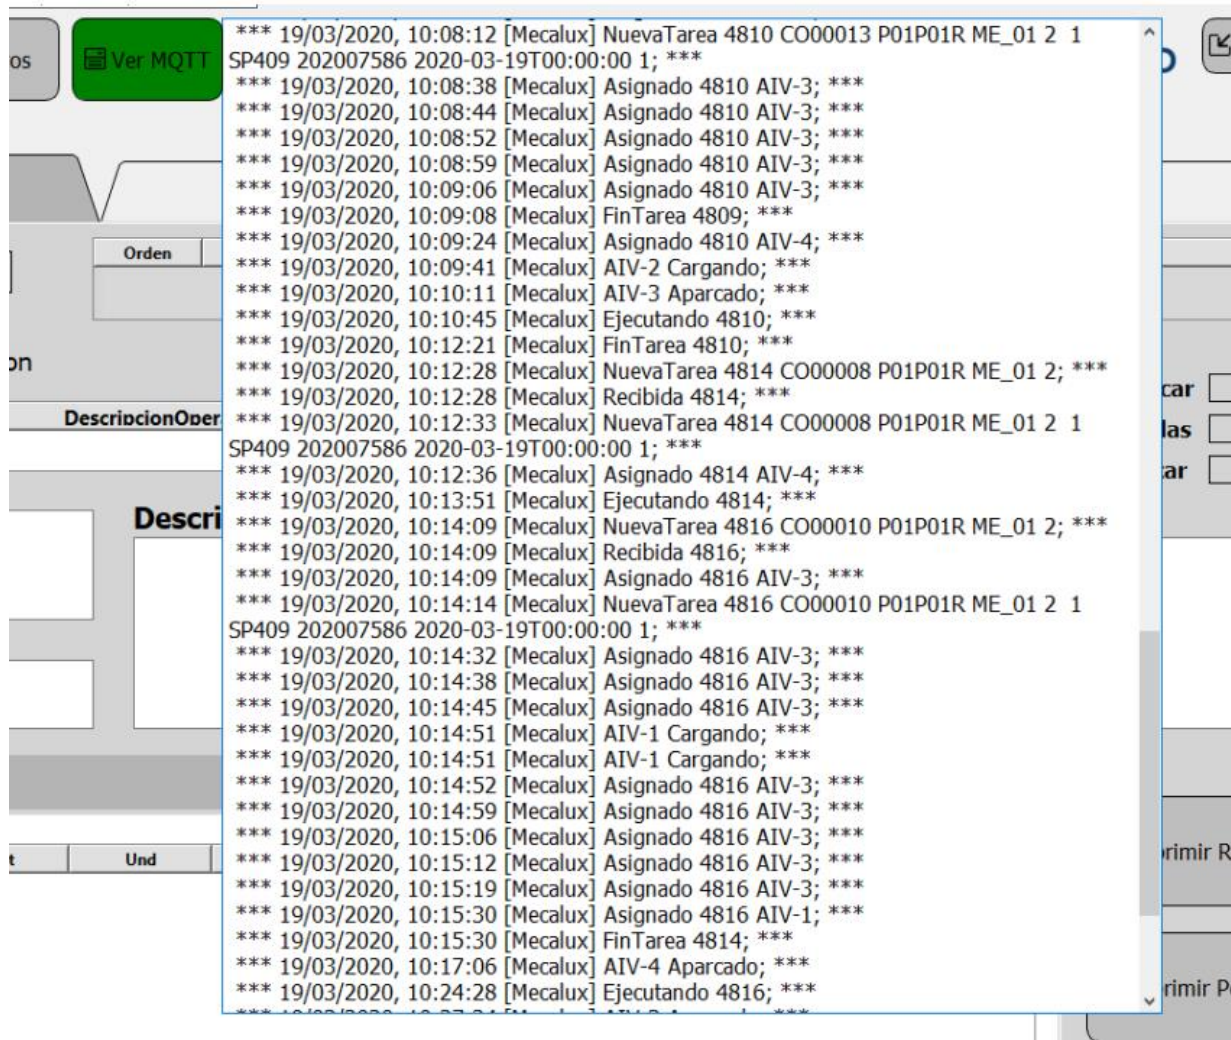 os
Ver MQTT
Orden
on
DescripcionOper
Descri
t
Und
*** 19/03/2020, 10:08:12 [Mecalux] NuevaTarea 4810 CO00013 P01P01R ME_01 2 1
SP409 202007586 2020-03-19T00:00:00 1; ***
*** 19/03/2020, 10:08:38 [Mecalux] Asignado 4810 AIV-3; ***
*** 19/03/2020, 10:08:44 [Mecalux] Asignado 4810 AIV-3; ***
*** 19/03/2020, 10:08:52 [Mecalux] Asignado 4810 AIV-3; ***
*** 19/03/2020, 10:08:59 [Mecalux] Asignado 4810 AIV-3; ***
*** 19/03/2020, 10:09:06 [Mecalux] Asignado 4810 AIV-3; ***
*** 19/03/2020, 10:09:08 [Mecalux] FinTarea 4809; ***
*** 19/03/2020, 10:09:24 [Mecalux] Asignado 4810 AIV-4; ***
*** 19/03/2020, 10:09:41 [Mecalux] AIV-2 Cargando; ***
*** 19/03/2020, 10:10:11 [Mecalux] AIV-3 Aparcado; ***
*** 19/03/2020, 10:10:45 [Mecalux] Ejecutando 4810; ***
*** 19/03/2020, 10:12:21 [Mecalux] FinTarea 4810; ***
*** 19/03/2020, 10:12:28 [Mecalux] NuevaTarea 4814 CO00008 P01P01R ME_01 2; ***
*** 19/03/2020, 10:12:28 [Mecalux] Recibida 4814; ***
*** 19/03/2020, 10:12:33 [Mecalux] NuevaTarea 4814 CO00008 P01P01R ME_01 2 1
SP409 202007586 2020-03-19T00:00:00 1; ***
*** 19/03/2020, 10:12:36 [Mecalux] Asignado 4814 AIV-4; ***
*** 19/03/2020, 10:13:51 [Mecalux] Ejecutando 4814; ***
*** 19/03/2020, 10:14:09 [Mecalux] NuevaTarea 4816 CO00010 P01P01R ME_01 2; ***
*** 19/03/2020, 10:14:09 [Mecalux] Recibida 4816; ***
*** 19/03/2020, 10:14:09 [Mecalux] Asignado 4816 AIV-3; ***
*** 19/03/2020, 10:14:14 [Mecalux] NuevaTarea 4816 CO00010 P01P01R ME_01 2 1
SP409 202007586 2020-03-19T00:00:00 1; ***
*** 19/03/2020, 10:14:32 [Mecalux] Asignado 4816 AIV-3; ***
*** 19/03/2020, 10:14:38 [Mecalux] Asignado 4816 AIV-3; ***
*** 19/03/2020, 10:14:45 [Mecalux] Asignado 4816 AIV-3; ***
*** 19/03/2020, 10:14:51 [Mecalux] AIV-1 Cargando; ***
*** 19/03/2020, 10:14:51 [Mecalux] AIV-1 Cargando; ***
*** 19/03/2020, 10:14:52 [Mecalux] Asignado 4816 AIV-3; ***
*** 19/03/2020, 10:14:59 [Mecalux] Asignado 4816 AIV-3; ***
*** 19/03/2020, 10:15:06 [Mecalux] Asignado 4816 AIV-3; ***
*** 19/03/2020, 10:15:12 [Mecalux] Asignado 4816 AIV-3; ***
*** 19/03/2020, 10:15:19 [Mecalux] Asignado 4816 AIV-3; ***
*** 19/03/2020, 10:15:30 [Mecalux] Asignado 4816 AIV-1; ***
*** 19/03/2020, 10:15:30 [Mecalux] FinTarea 4814; ***
*** 19/03/2020, 10:17:06 [Mecalux] AIV-4 Aparcado; ***
*** 19/03/2020, 10:24:28 [Mecalux] Ejecutando 4816; ***
car
las
car
rimir R
rimir P